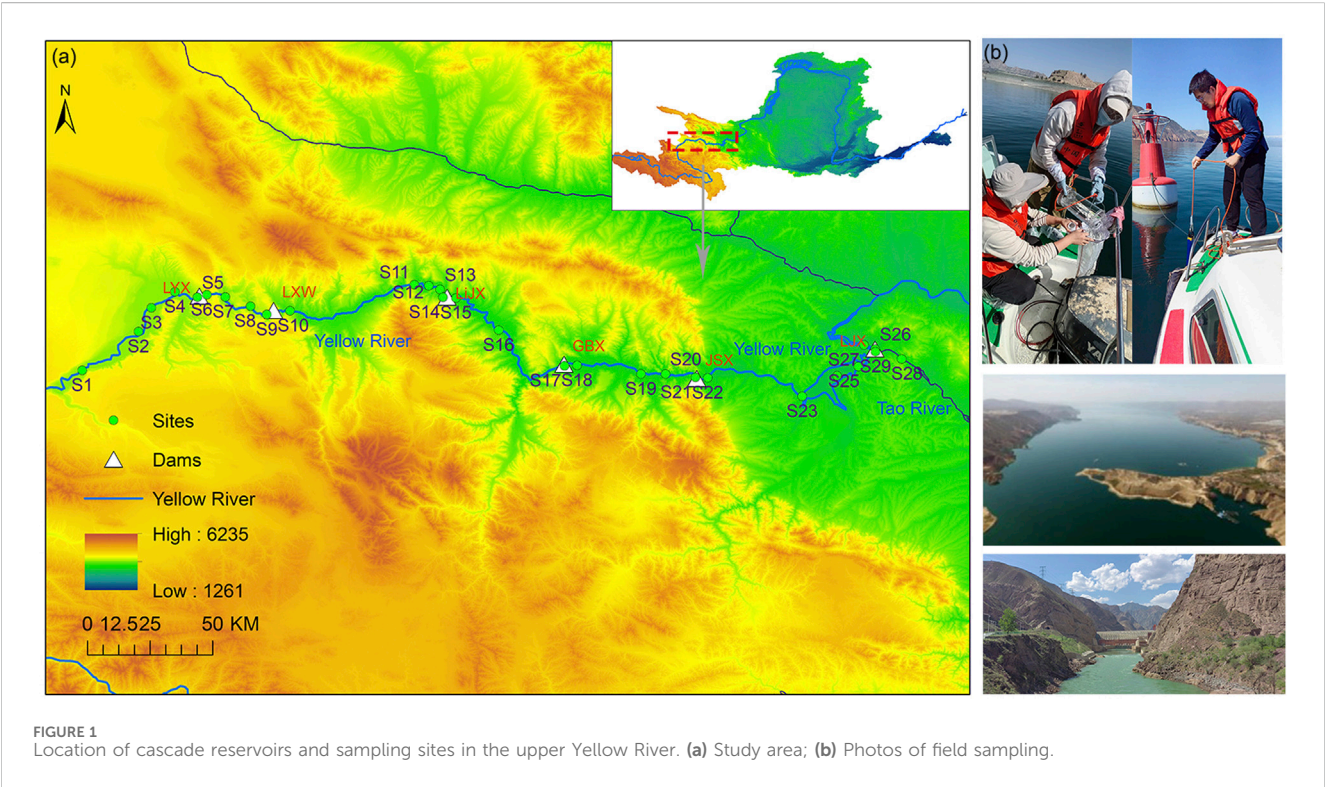 (a)
N
S1
S2
S3
S4
LYX
S5
S6
S7
S8
S9
LXW
S10
S11
S12
S13
LiJX
S14
S15
Yellow River
S16
GBX
S17
S18
S19
S20
JSX
S21
S22
Yellow River
S23
S25
S27
S26
S29
S28
Tao River
Sites
Dams
Yellow River
High : 6235
Low : 1261
0 12.525 50 KM
(b)
FIGURE 1
Location of cascade reservoirs and sampling sites in the upper Yellow River. (a) Study area; (b) Photos of field sampling.